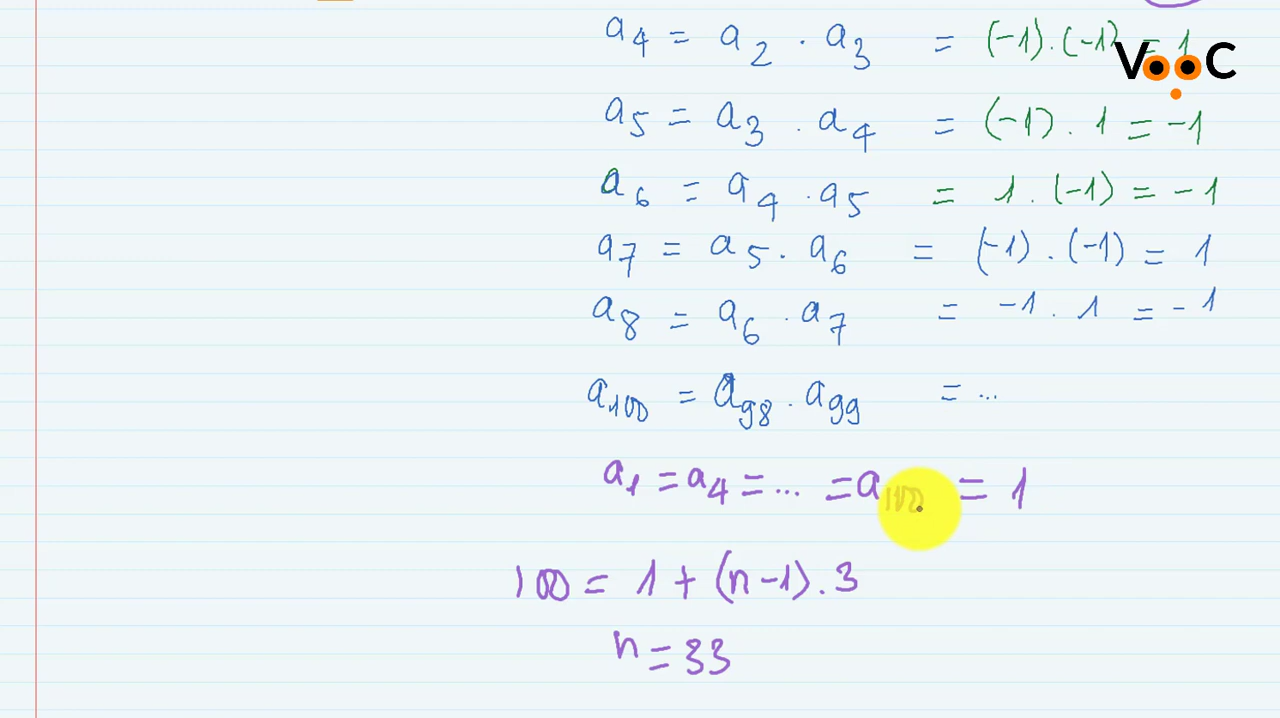 a₄ = a₂ . a₃ = (-1).(-1) = 1
VOOC
a₅ = a₃ . a₄ = (-1) . 1 = -1
a₆ = a₄ . a₅ = 1 . (-1) = -1
a₇ = a₅ . a₆ = (-1) . (-1) = 1
a₈ = a₆ . a₇ = -1 . 1 = -1
a₁₀₀ = a₉₈ . a₉₉ = ...
a₁ = a₄ = ... = a₁₀₀ = 1
100 = 1 + (n-1) . 3
n = 33